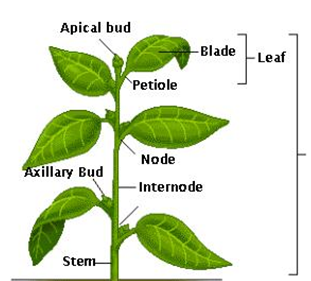 Apical bud
Blade
Leaf
Petiole
Node
Axillary Bud
Internode
Stem